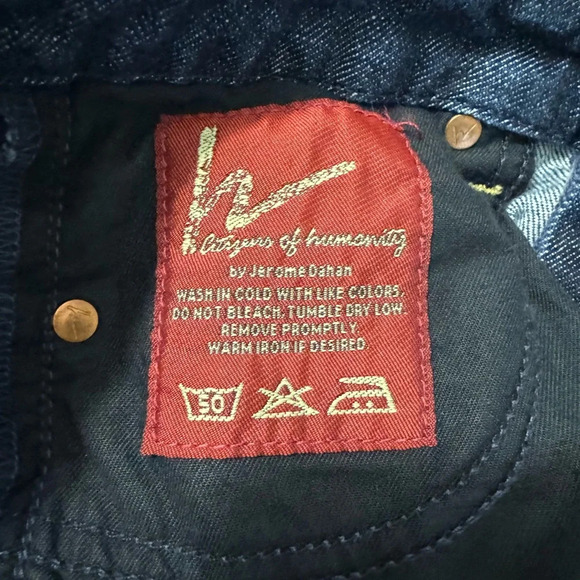 h
Citizens of humanity
by Jerome Dahan
WASH IN COLD WITH LIKE COLORS,
DO NOT BLEACH, TUMBLE DRY LOW.
REMOVE PROMPTLY.
WARM IRON IF DESIRED.
50